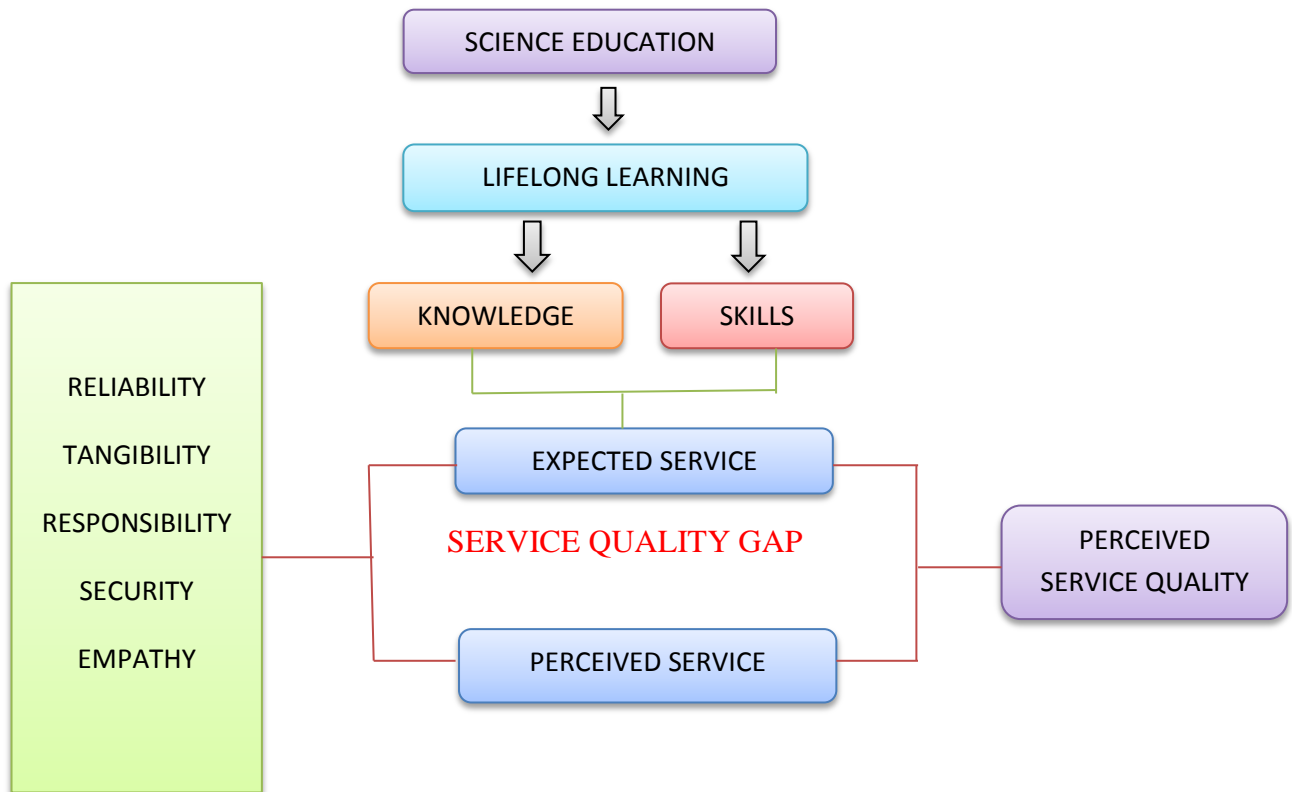 SCIENCE EDUCATION
LIFELONG LEARNING
KNOWLEDGE
SKILLS
RELIABILITY
TANGIBILITY
RESPONSIBILITY
SECURITY
EMPATHY
EXPECTED SERVICE
SERVICE QUALITY GAP
PERCEIVED SERVICE
PERCEIVED
SERVICE QUALITY